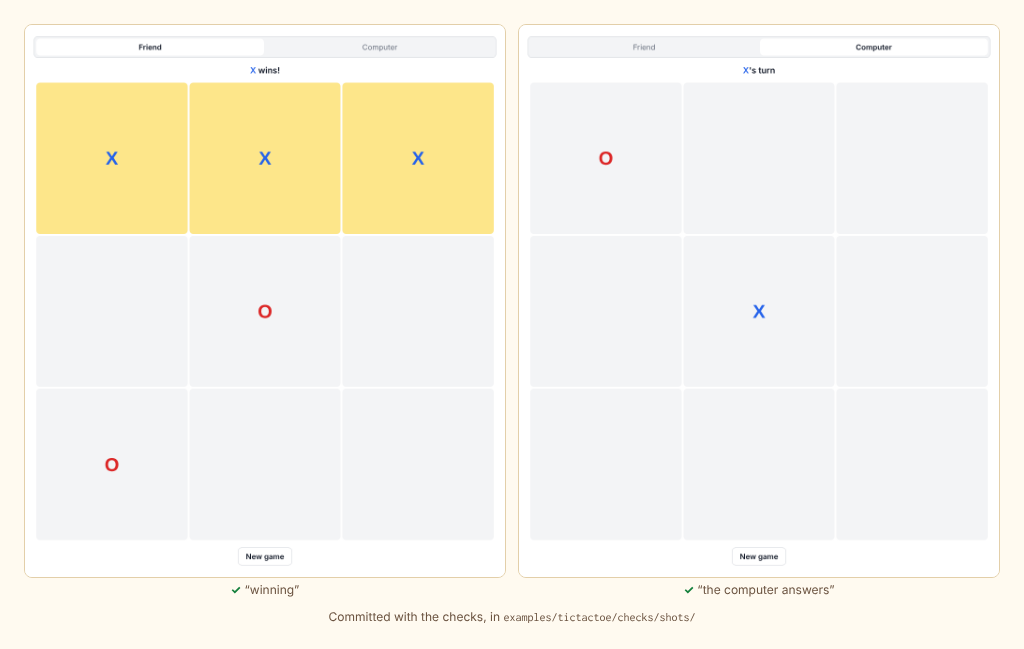 Friend Computer
X wins!
X X X
O
O
New game
✓ “winning”
Friend Computer
X's turn
O
X
New game
✓ “the computer answers”
Committed with the checks, in examples/tictactoe/checks/shots/